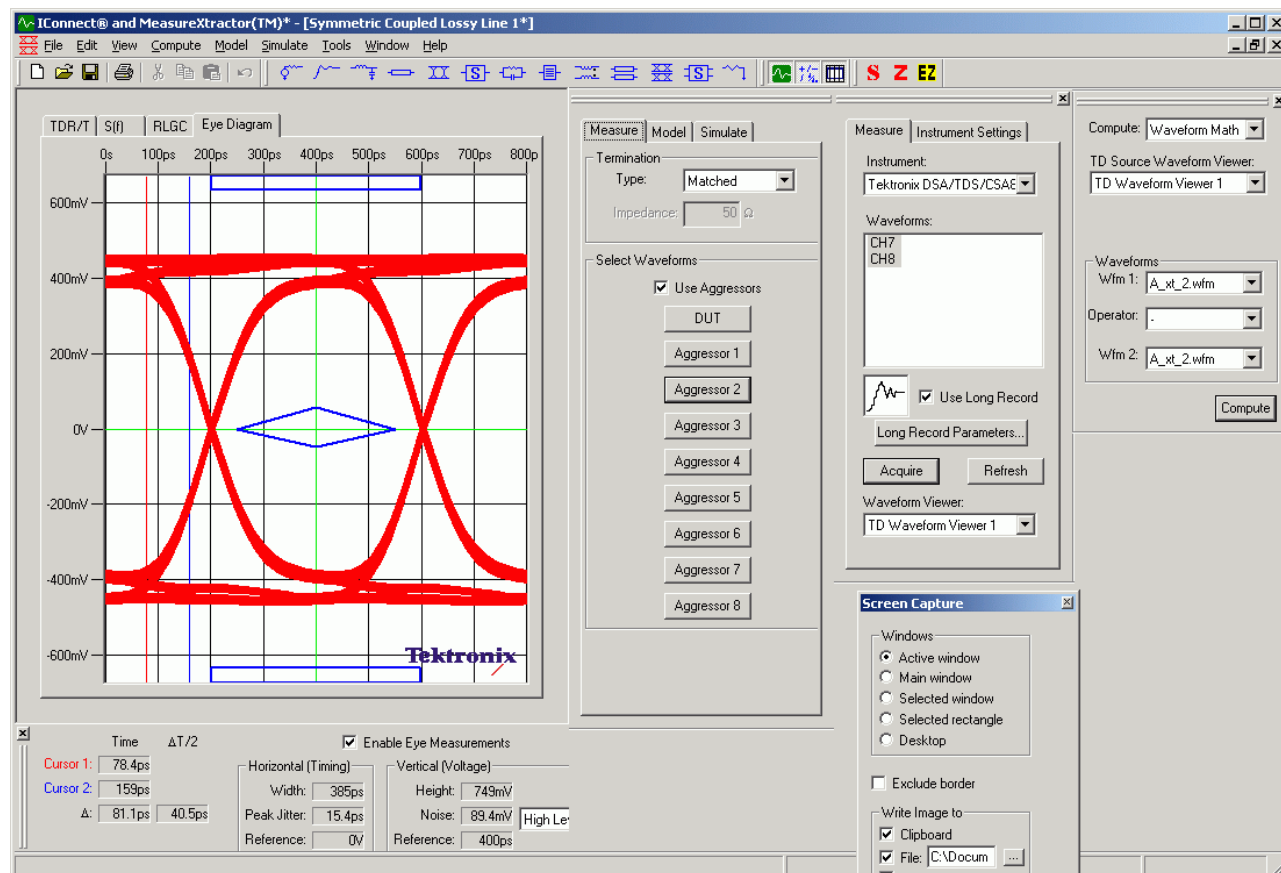 IConnect® and MeasureXtractor(TM)* - [Symmetric Coupled Lossy Line 1*]
File Edit View Compute Model Simulate Tools Window Help
S Z EZ
TDR/T S(f) RLGC Eye Diagram
0s 100ps 200ps 300ps 400ps 500ps 600ps 700ps 800p
600mV
400mV
200mV
0V
-200mV
-400mV
-600mV
Tektronix
Measure Model Simulate
Termination
Type: Matched
Impedance: 50 Ω
Select Waveforms
Use Aggressors
DUT
Aggressor 1
Aggressor 2
Aggressor 3
Aggressor 4
Aggressor 5
Aggressor 6
Aggressor 7
Aggressor 8
Measure Instrument Settings
Instrument:
Tektronix DSA/TDS/CSA8
Waveforms:
CH7
CH8
Use Long Record
Long Record Parameters...
Acquire Refresh
Waveform Viewer:
TD Waveform Viewer 1
Compute: Waveform Math
TD Source Waveform Viewer:
TD Waveform Viewer 1
Waveforms
Wfm 1: A_xt_2.wfm
Operator: -
Wfm 2: A_xt_2.wfm
Compute
Screen Capture
Windows
Active window
Main window
Selected window
Selected rectangle
Desktop
Exclude border
Write Image to
Clipboard
File: C:\Docum ...
Time ΔT/2
Cursor 1: 78.4ps
Cursor 2: 159ps
Δ: 81.1ps 40.5ps
Enable Eye Measurements
Horizontal (Timing)
Width: 385ps
Peak Jitter: 15.4ps
Reference: 0V
Vertical (Voltage)
Height: 749mV
Noise: 89.4mV High Le
Reference: 400ps